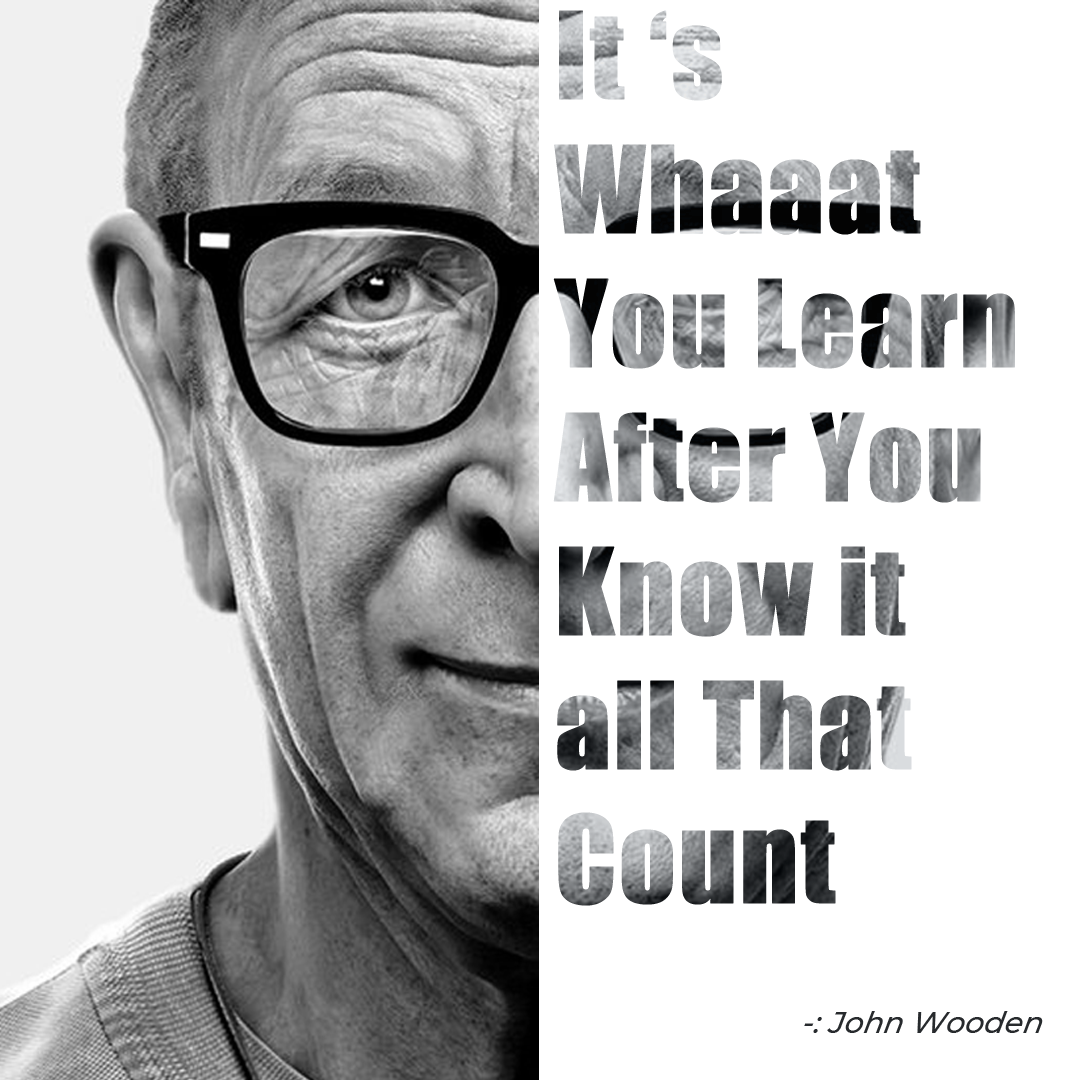 It ‘s
Whaaat
You Learn
After You
Know it
all That
Count
-: John Wooden